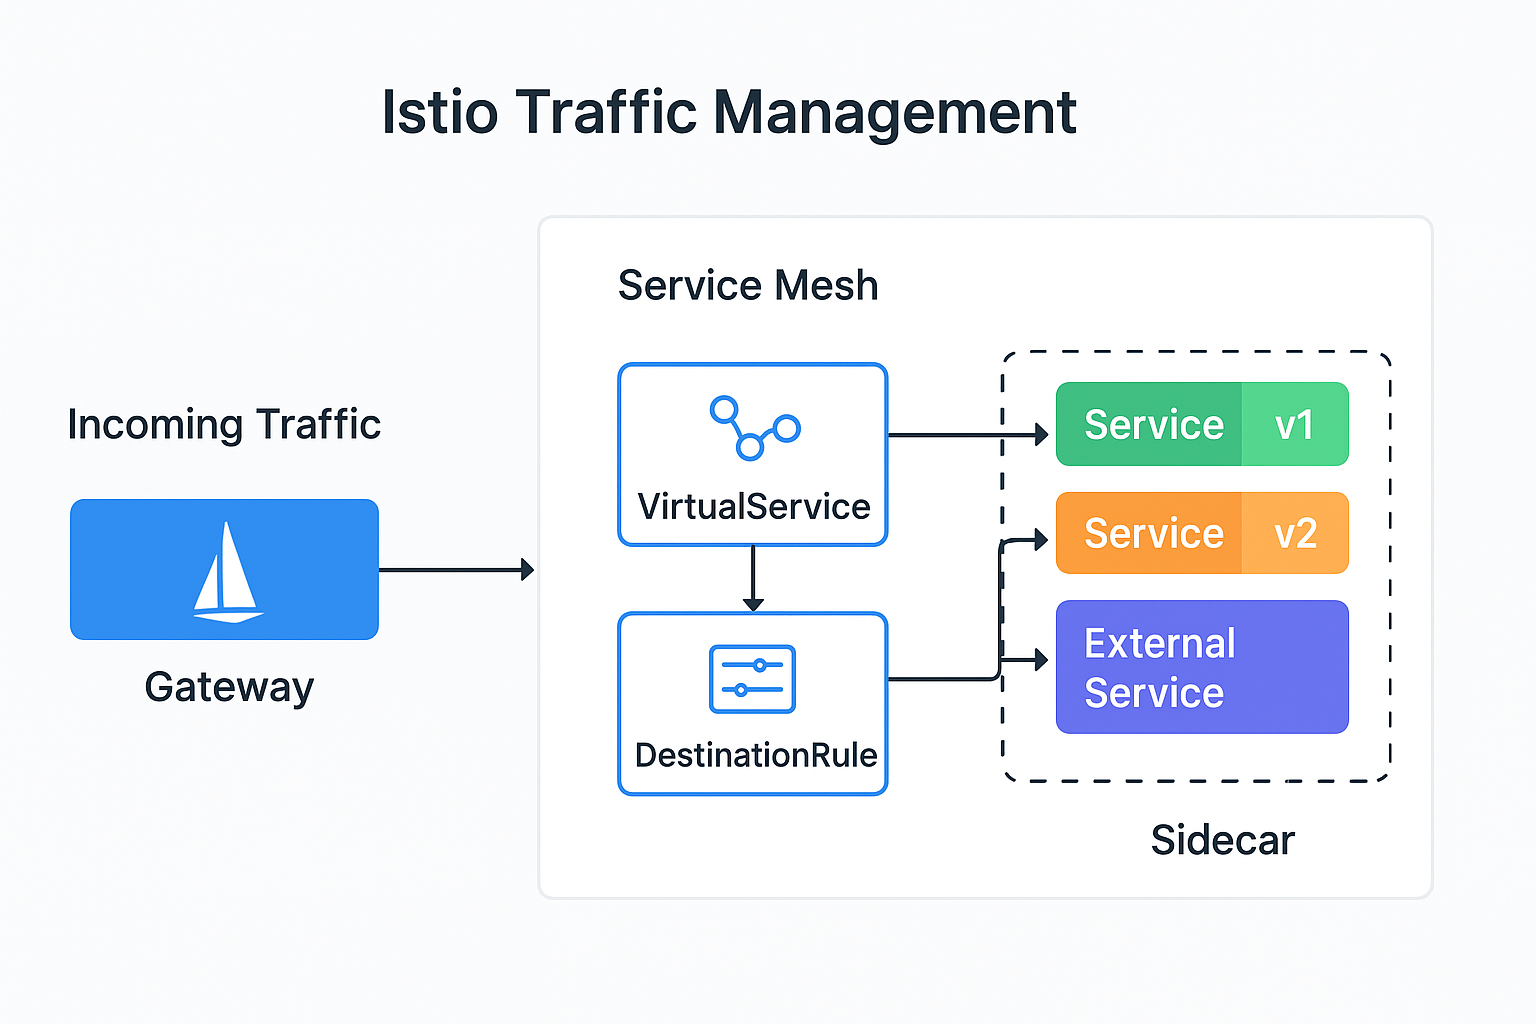 Istio Traffic Management
Incoming Traffic
Gateway
Service Mesh
VirtualService
DestinationRule
Service v1
Service v2
External
Service
Sidecar